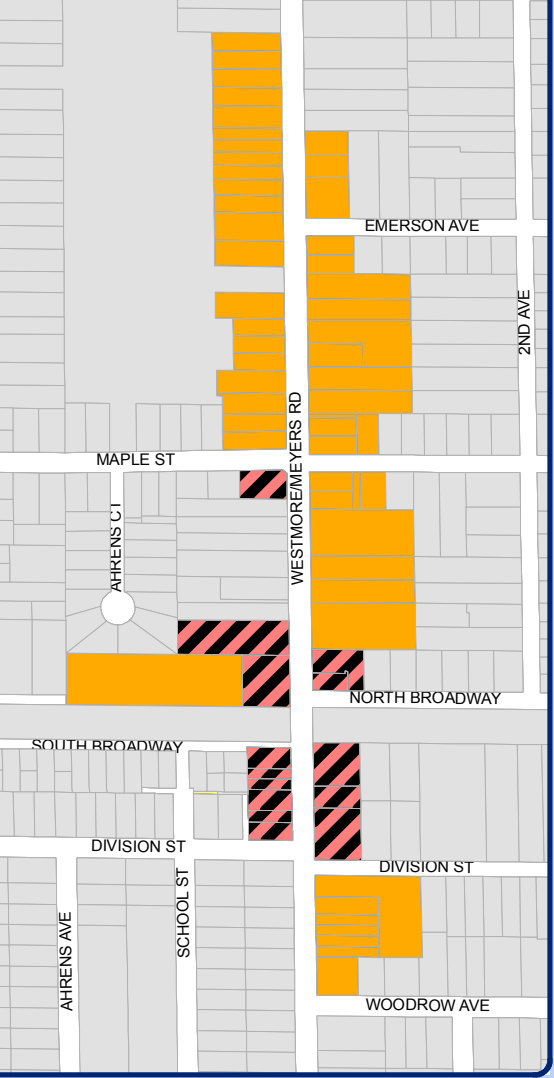 EMERSON AVE
2ND AVE
WESTMORE/MEYERS RD
MAPLE ST
AHRENS CT
NORTH BROADWAY
SOUTH BROADWAY
DIVISION ST
DIVISION ST
SCHOOL ST
AHRENS AVE
WOODROW AVE